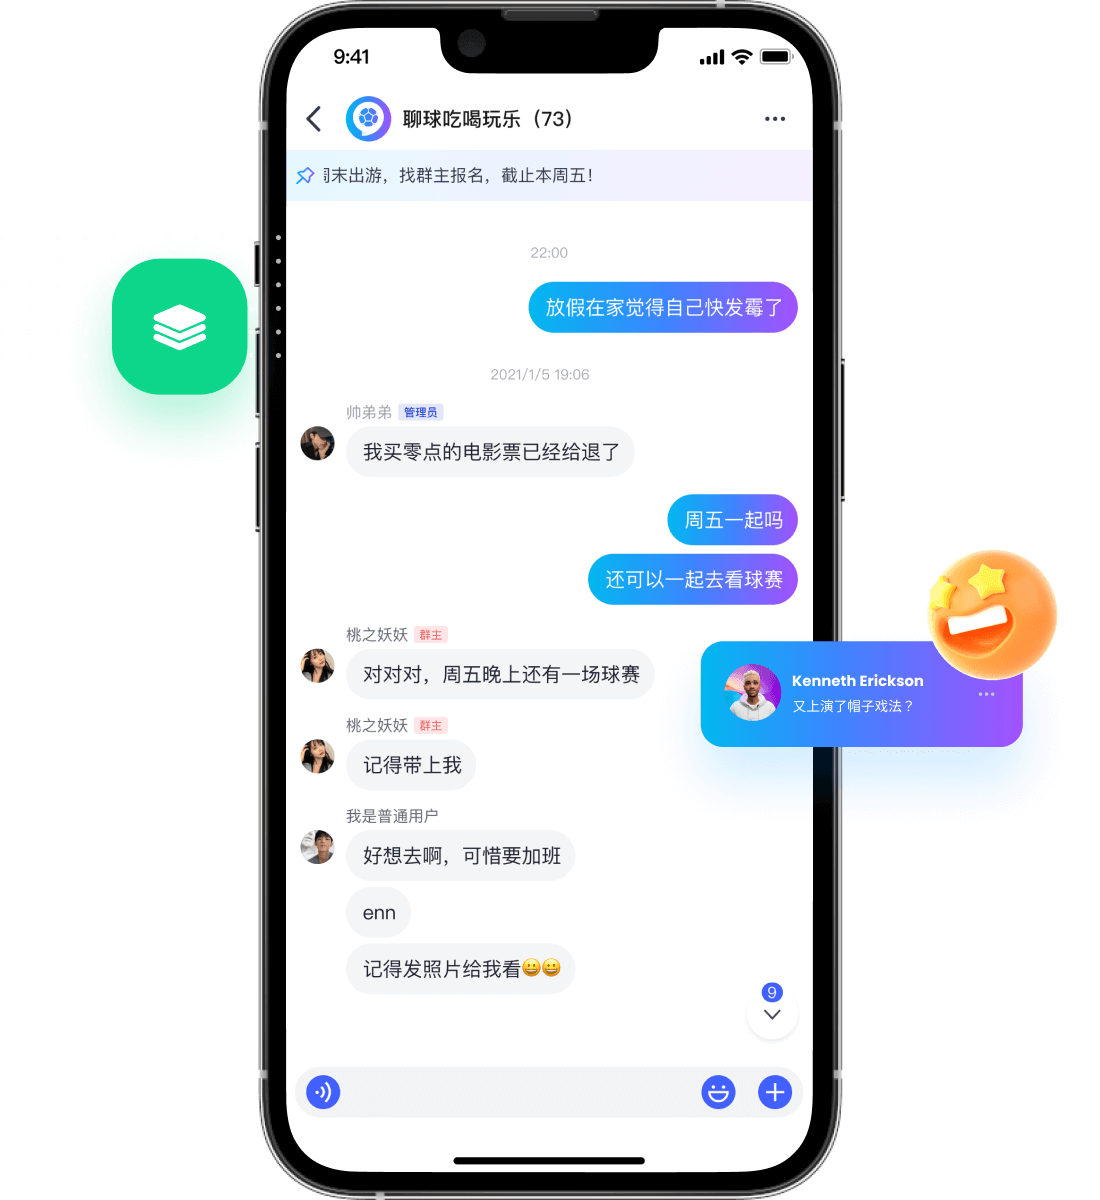 9:41
聊球吃喝玩乐（73）
周末出游，找群主报名，截止本周五！
22:00
放假在家觉得自己快发霉了
2021/1/5 19:06
帅弟弟 管理员
我买零点的电影票已经给退了
周五一起吗
还可以一起去看球赛
桃之妖妖 群主
对对对，周五晚上还有一场球赛
Kenneth Erickson
又上演了帽子戏法？
桃之妖妖 群主
记得带上我
我是普通用户
好想去啊，可惜要加班
enn
记得发照片给我看😀😀
9